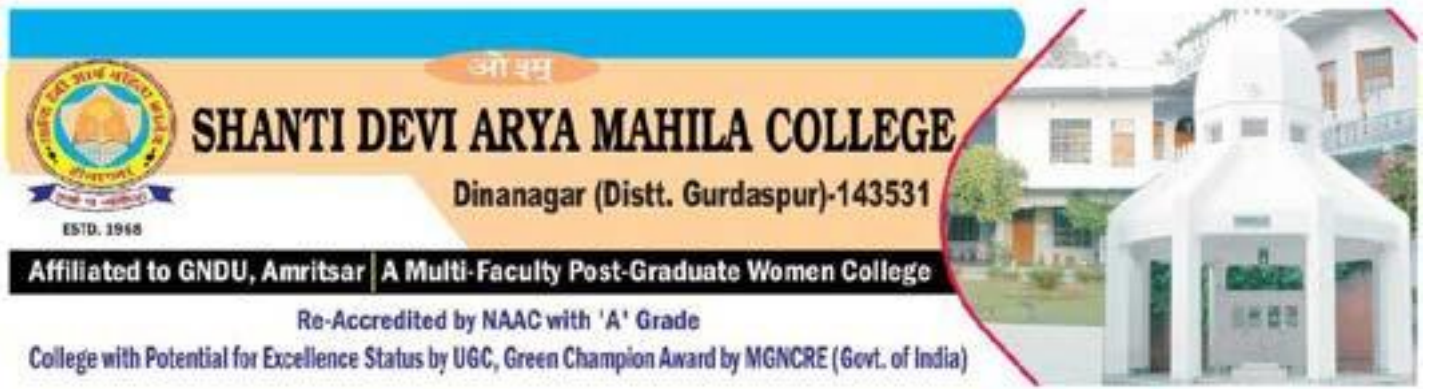 ओ३म्
SHANTI DEVI ARYA MAHILA COLLEGE
Dinanagar (Distt. Gurdaspur)-143531
ESTD. 1968
Affiliated to GNDU, Amritsar A Multi-Faculty Post-Graduate Women College
Re-Accredited by NAAC with 'A' Grade
College with Potential for Excellence Status by UGC, Green Champion Award by MGNCRE (Govt. of India)